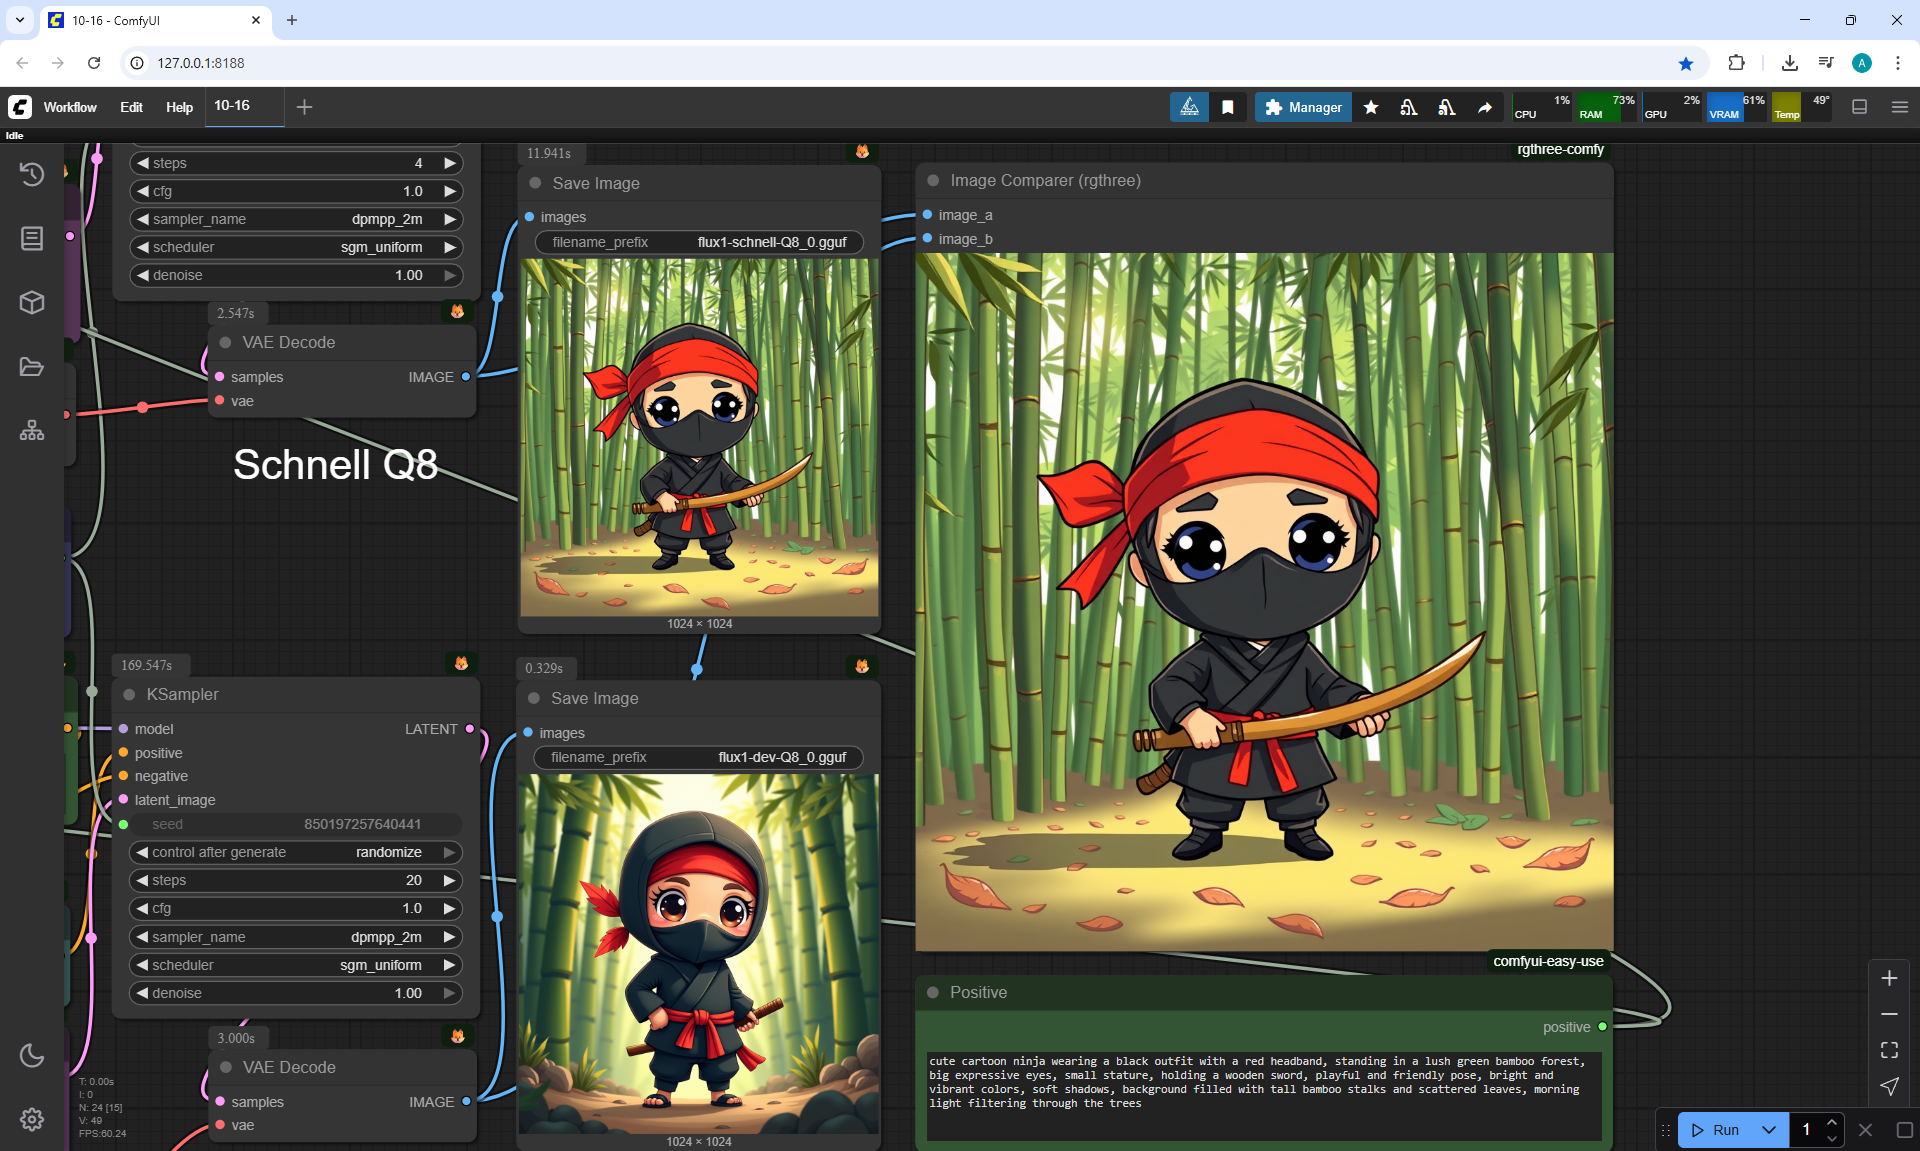 10-16 - ComfyUI
127.0.0.1:8188
A
Workflow Edit Help 10-16
Manager
CPU 1% RAM 73% GPU 2% VRAM 61% Temp 49°
Idle
steps 4
cfg 1.0
sampler_name dpmpp_2m
scheduler sgm_uniform
denoise 1.00
2.547s
VAE Decode
samples IMAGE
vae
Schnell Q8
11.941s
Save Image
images
filename_prefix flux1-schnell-Q8_0.gguf
1024 × 1024
rgthree-comfy
Image Comparer (rgthree)
image_a
image_b
169.547s
KSampler
model LATENT
positive
negative
latent_image
seed 850197257640441
control after generate randomize
steps 20
cfg 1.0
sampler_name dpmpp_2m
scheduler sgm_uniform
denoise 1.00
0.329s
Save Image
images
filename_prefix flux1-dev-Q8_0.gguf
1024 × 1024
3.000s
VAE Decode
samples IMAGE
vae
T: 0.00s
I: 0
N: 24 [15]
V: 49
FPS:60.24
comfyui-easy-use
Positive
positive
cute cartoon ninja wearing a black outfit with a red headband, standing in a lush green bamboo forest,
big expressive eyes, small stature, holding a wooden sword, playful and friendly pose, bright and
vibrant colors, soft shadows, background filled with tall bamboo stalks and scattered leaves, morning
light filtering through the trees
Run 1